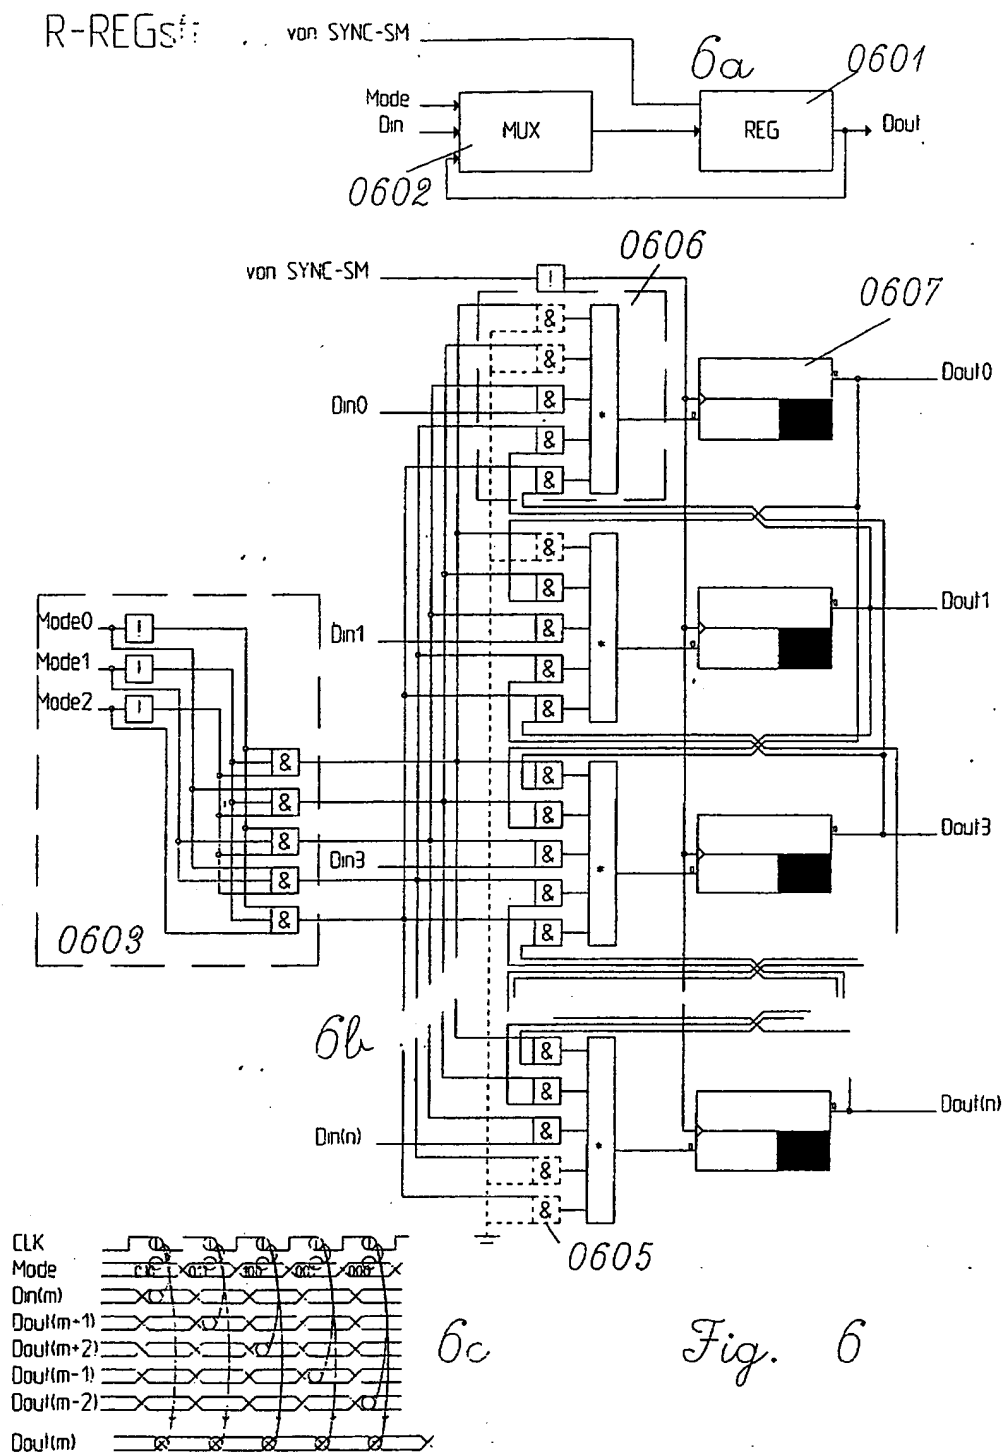 R-REGsti
von SYNC-SM
6a
0601
Mode
Din
MUX
REG
Dout
0602
0606
von SYNC-SM
!
0607
&
&
Dout0
Din0
&
*
&
&
&
Mode0
!
&
Dout1
Din1
&
*
Mode1
!
&
Mode2
!
&
&
&
&
&
&
Dout3
Din3
&
*
&
&
&
&
0603
6b
&
&
Dout(n)
Din(n)
&
*
&
&
0605
CLK
Mode
Din(m)
Dout(m+1)
Dout(m+2)
Dout(m-1)
Dout(m-2)
Dout(m)
6c
Fig. 6